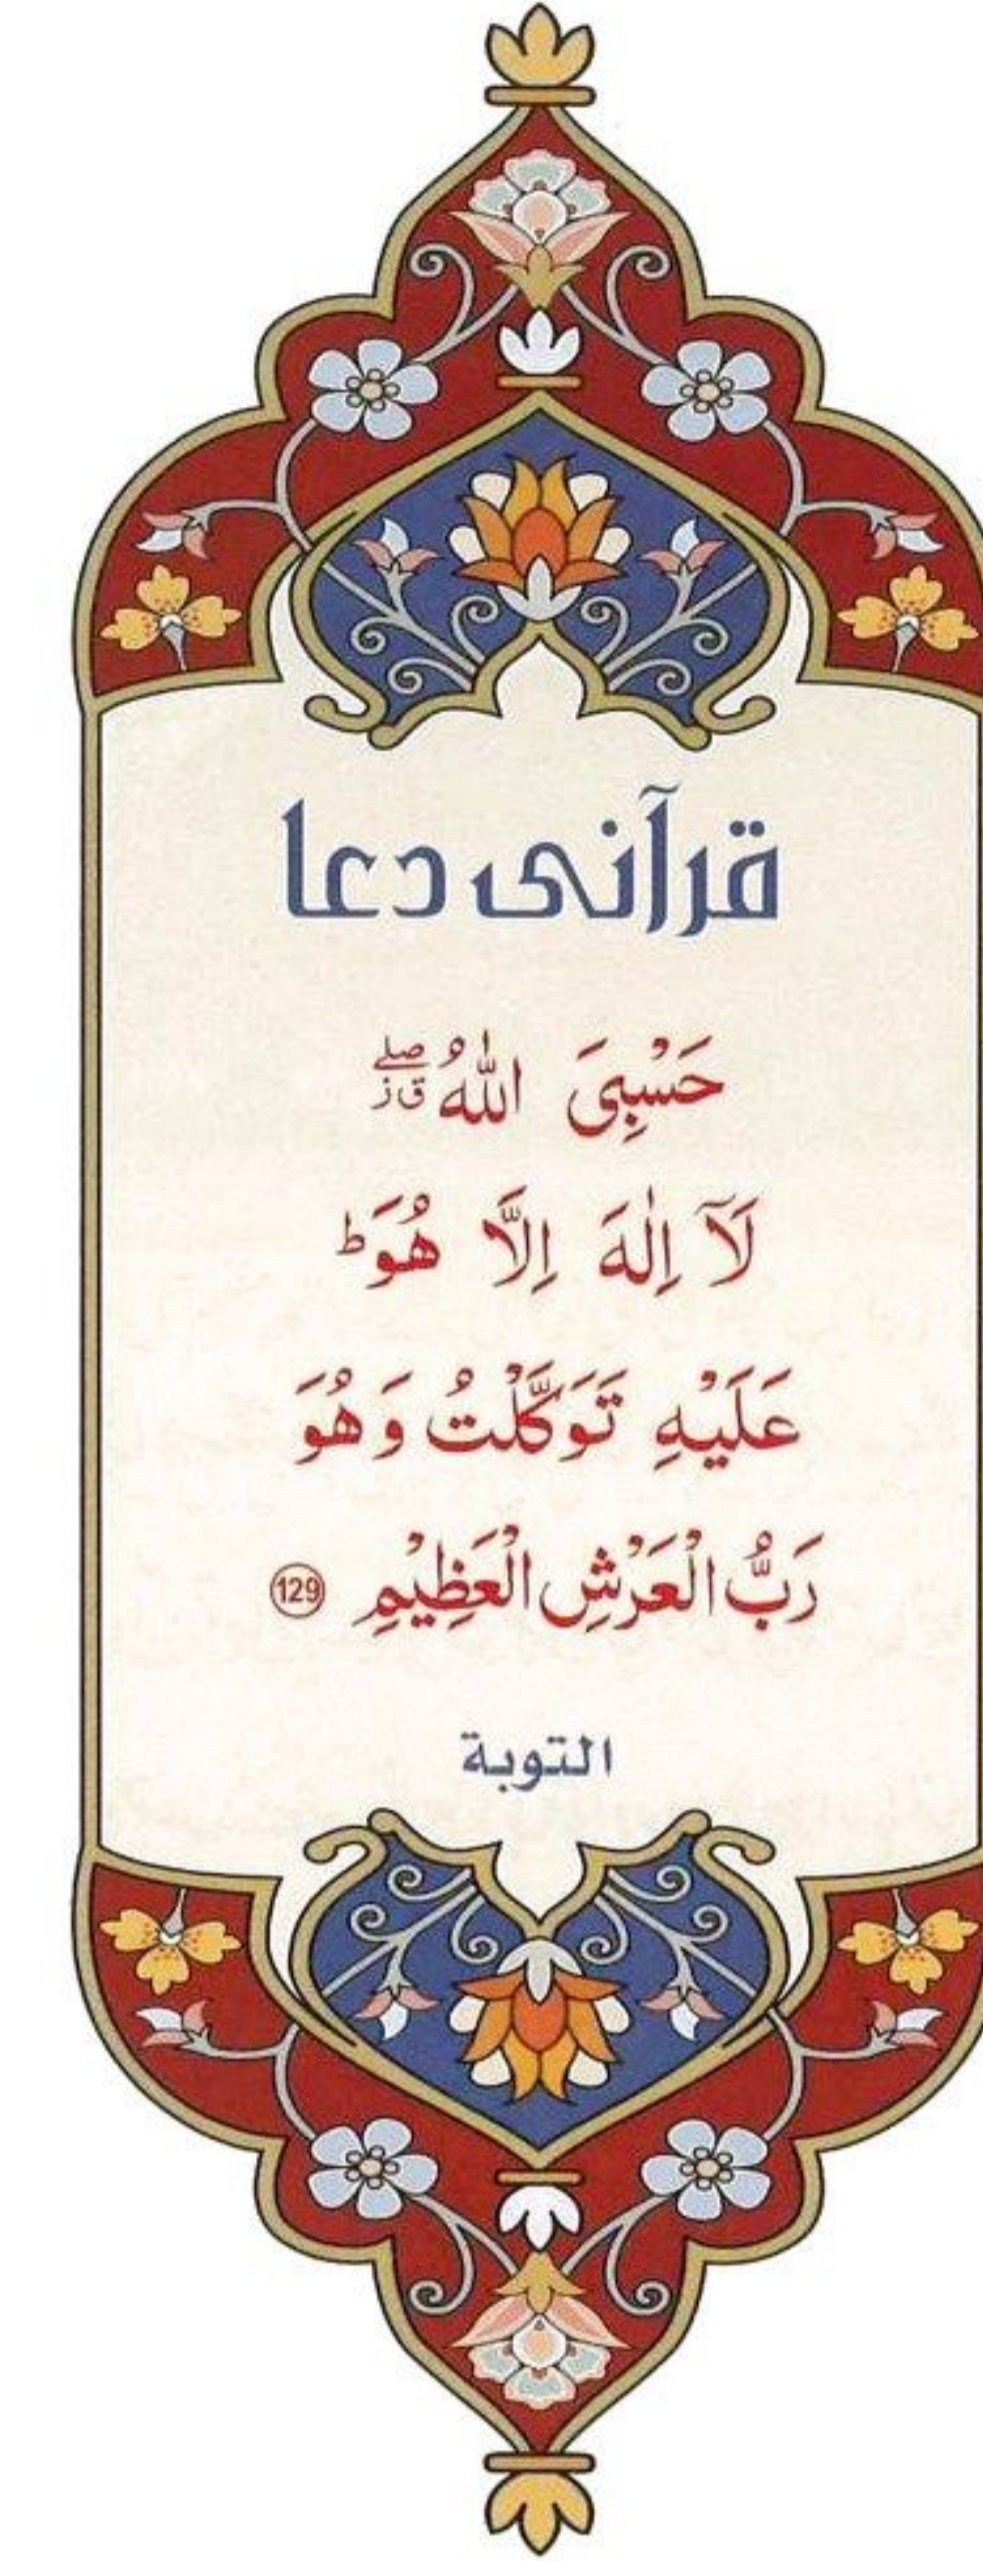 قرآنی دعا
حَسْبِیَ اللّٰهُ ۖۗز
لَاۤ اِلٰهَ اِلَّا هُوَ ؕ
عَلَیْهِ تَوَكَّلْتُ وَهُوَ
رَبُّ الْعَرْشِ الْعَظِیْمِ 129
التوبة